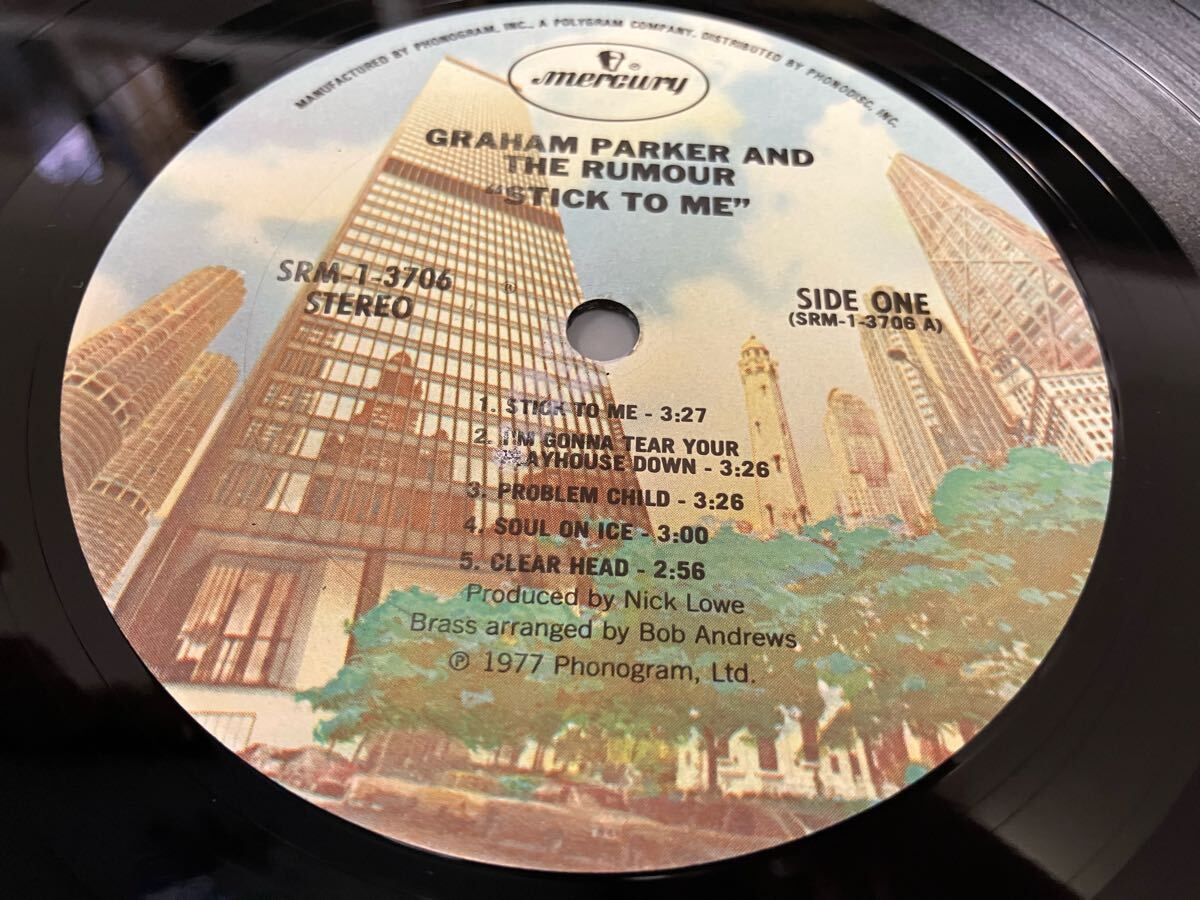 MANUFACTURED BY PHONOGRAM, INC., A POLYGRAM COMPANY. DISTRIBUTED BY PHONODISC, INC.
mercury
GRAHAM PARKER AND
THE RUMOUR
"STICK TO ME"
SRM-1-3706
STEREO
SIDE ONE
(SRM-1-3706 A)
1. STICK TO ME - 3:27
2. I'M GONNA TEAR YOUR
PLAYHOUSE DOWN - 3:26
3. PROBLEM CHILD - 3:26
4. SOUL ON ICE - 3:00
5. CLEAR HEAD - 2:56
Produced by Nick Lowe
Brass arranged by Bob Andrews
℗ 1977 Phonogram, Ltd.